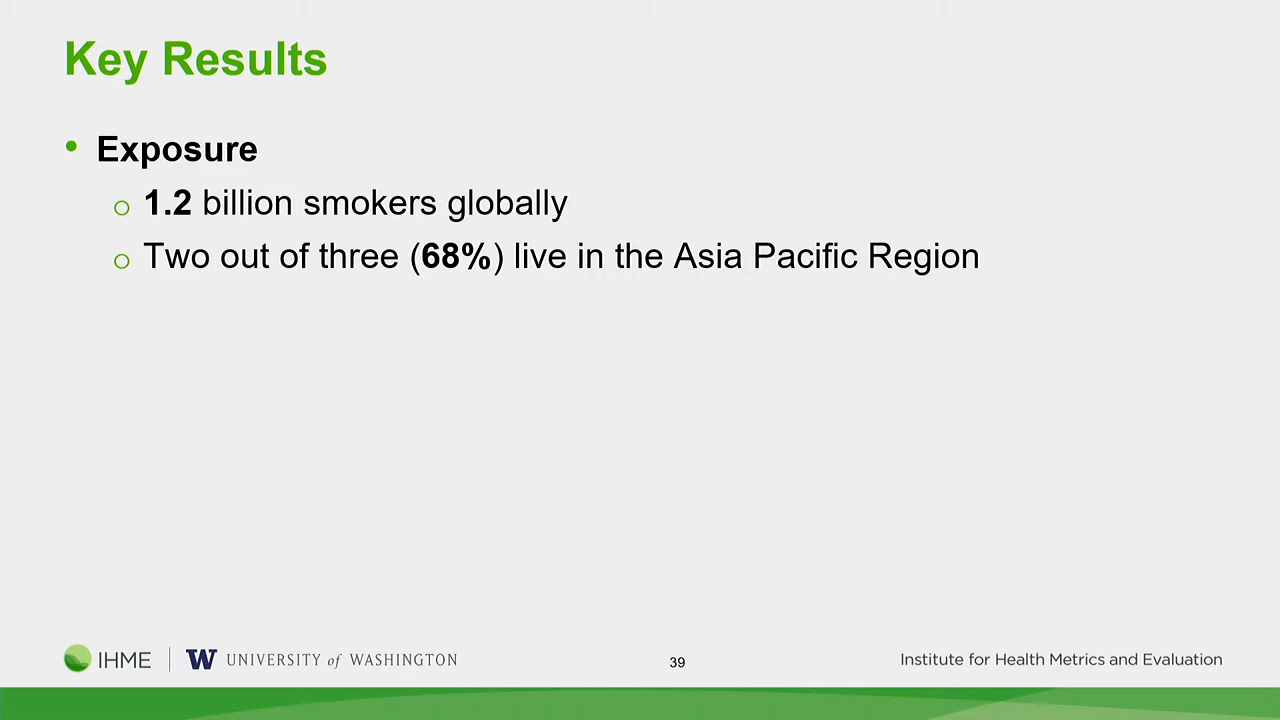 Key Results
• Exposure
o 1.2 billion smokers globally
o Two out of three (68%) live in the Asia Pacific Region
IHME | W UNIVERSITY of WASHINGTON
39
Institute for Health Metrics and Evaluation